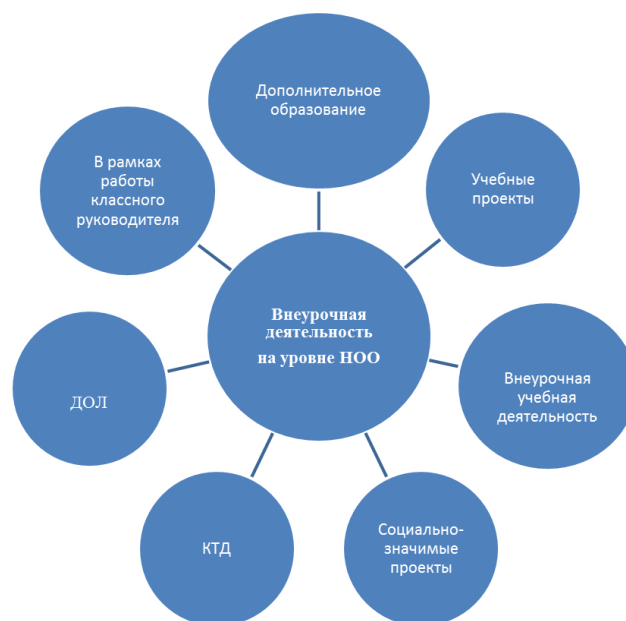 Дополнительное
образование
В рамках
работы
классного
руководителя
Учебные
проекты
Внеурочная
деятельность
на уровне НОО
ДОЛ
Внеурочная
учебная
деятельность
КТД
Социально-
значимые
проекты